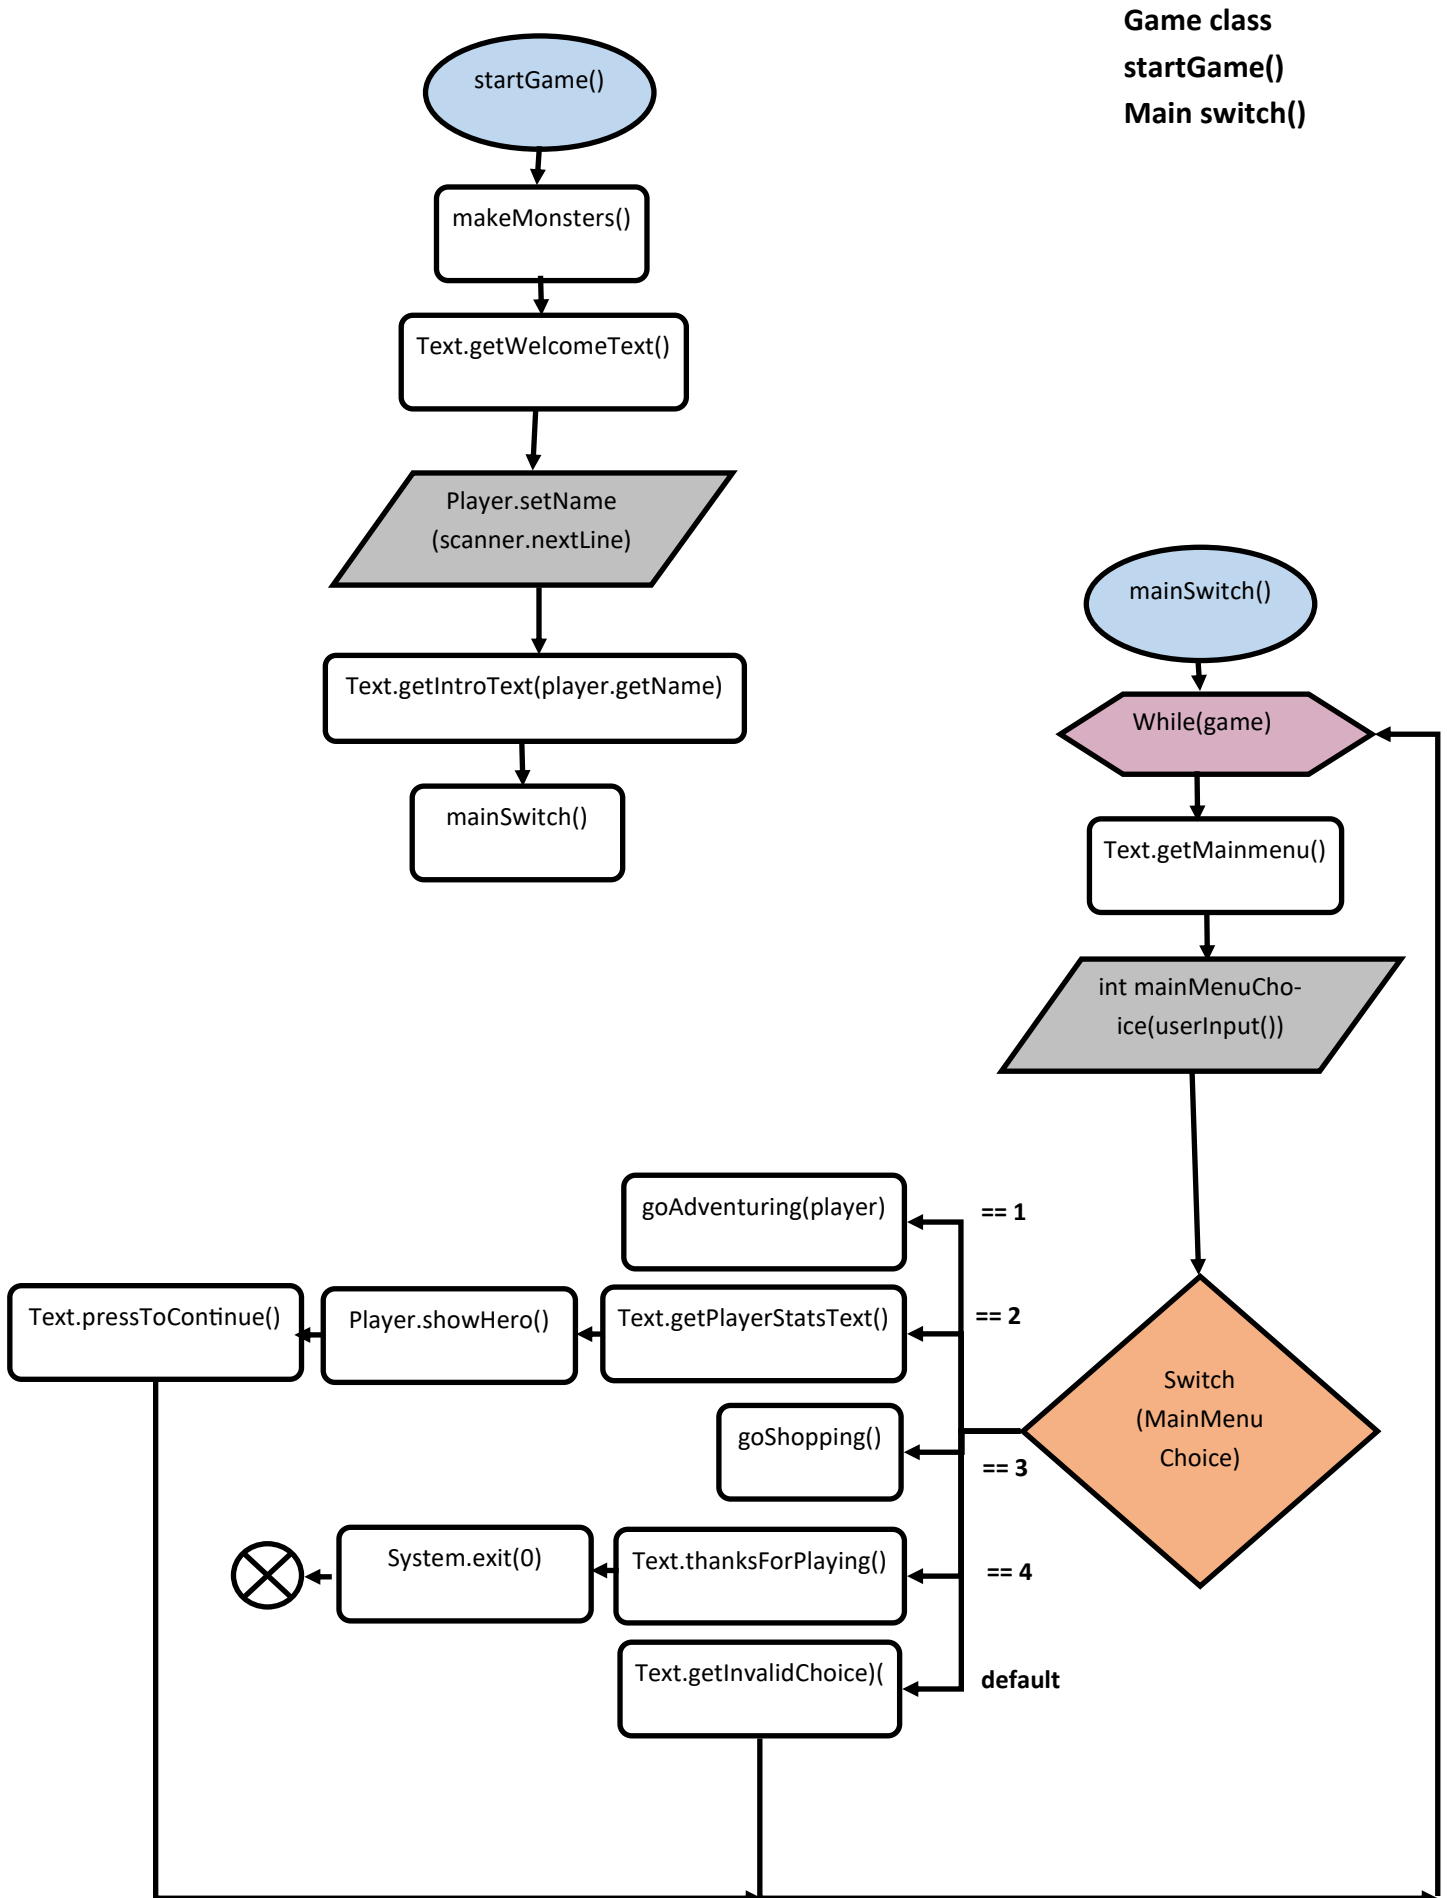 Game class
startGame()
Main switch()
startGame()
makeMonsters()
Text.getWelcomeText()
Player.setName
(scanner.nextLine)
Text.getIntroText(player.getName)
mainSwitch()
mainSwitch()
While(game)
Text.getMainmenu()
int mainMenuCho-
ice(userInput())
Switch
(MainMenu
Choice)
goAdventuring(player)
== 1
Text.pressToContinue()
Player.showHero()
Text.getPlayerStatsText()
== 2
goShopping()
== 3
System.exit(0)
Text.thanksForPlaying()
== 4
Text.getInvalidChoice)(
default